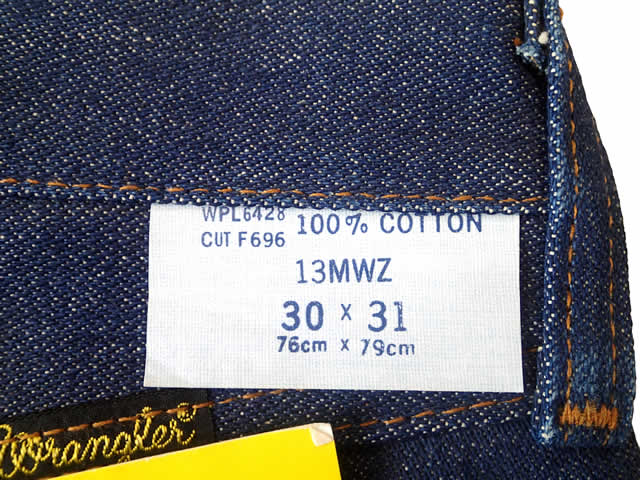 WPL6428
CUT F696
100% COTTON
13MWZ
30 x 31
76cm x 79cm
Wrangler